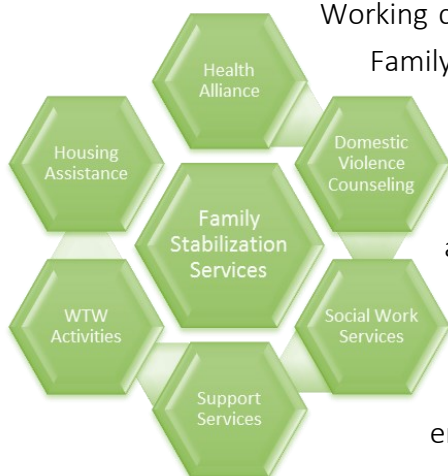 Working
Family
Health
Alliance
Housing
Assistance
Domestic
Violence
Counseling
Family
Stabilization
Services
WTW
Activities
Social Work
Services
Support
Services